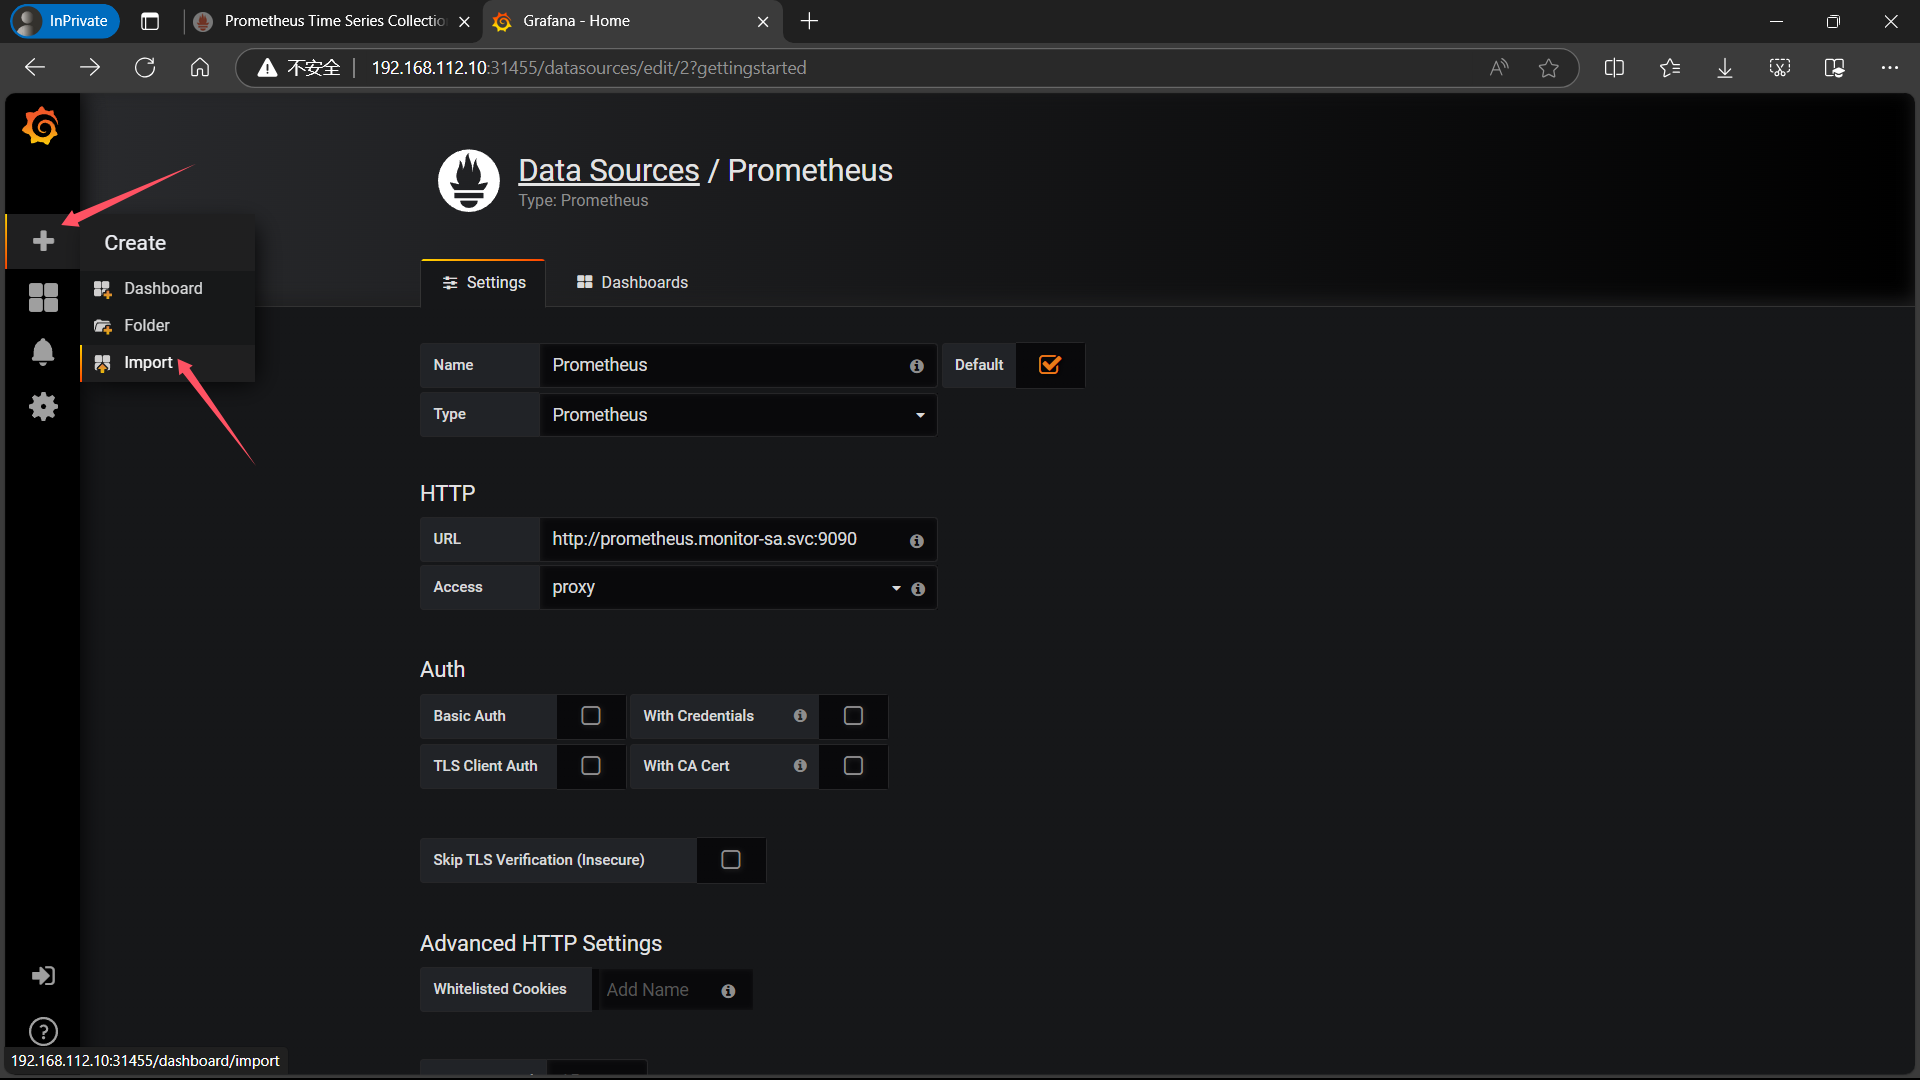 InPrivate
Prometheus Time Series Collectio
Grafana - Home
不安全
192.168.112.10:31455/datasources/edit/2?gettingstarted
Data Sources / Prometheus
Type: Prometheus
Create
Dashboard
Folder
Import
Settings
Dashboards
Name
Prometheus
Default
Type
Prometheus
HTTP
URL
http://prometheus.monitor-sa.svc:9090
Access
proxy
Auth
Basic Auth
With Credentials
TLS Client Auth
With CA Cert
Skip TLS Verification (Insecure)
Advanced HTTP Settings
Whitelisted Cookies
Add Name
192.168.112.10:31455/dashboard/import